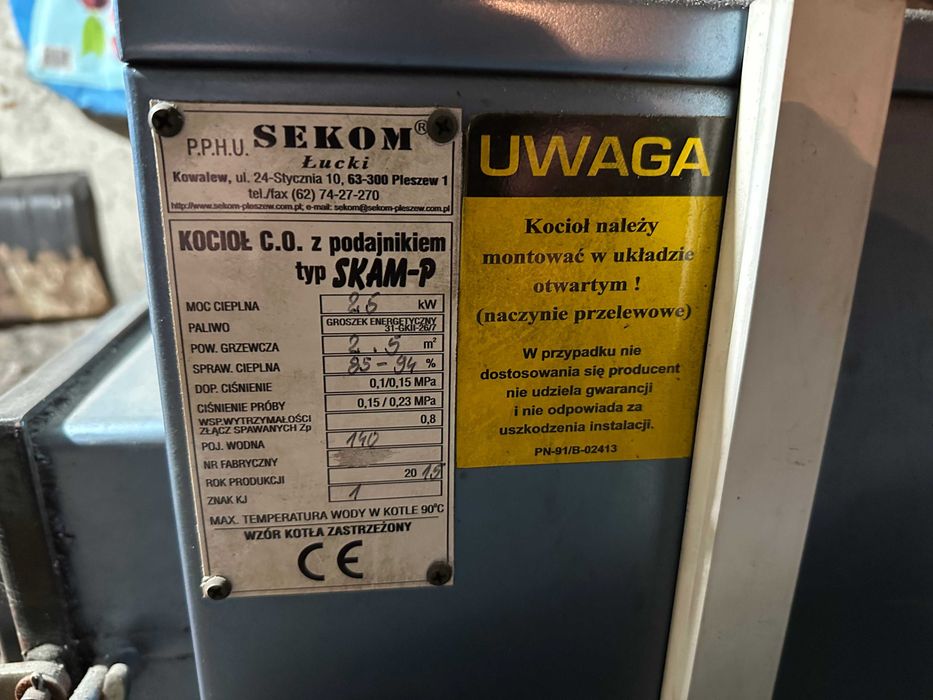 P.P.H.U. SEKOM®
Łucki
Kowalew, ul. 24-Stycznia 10, 63-300 Pleszew 1
tel./fax (62) 74-27-270
http://www.sekom-pleszew.com.pl; e-mail: sekom@sekom-pleszew.com.pl
KOCIOŁ C.O. z podajnikiem
typ SKAM-P
MOC CIEPLNA 25 kW
PALIWO GROSZEK ENERGETYCZNY
31-GKII-26/7
POW. GRZEWCZA 2.5 m²
SPRAW. CIEPLNA 85-94 %
DOP. CIŚNIENIE 0,1/0,15 MPa
CIŚNIENIE PRÓBY 0,15 / 0,23 MPa
WSP.WYTRZYMAŁOŚCI
ZŁĄCZ SPAWANYCH Zp 0,8
POJ. WODNA 140
NR FABRYCZNY
ROK PRODUKCJI 2015
ZNAK KJ 1
MAX. TEMPERATURA WODY W KOTLE 90°C
WZÓR KOTŁA ZASTRZEŻONY
CE
UWAGA
Kocioł należy
montować w układzie
otwartym !
(naczynie przelewowe)
W przypadku nie
dostosowania się producent
nie udziela gwarancji
i nie odpowiada za
uszkodzenia instalacji.
PN-91/B-02413